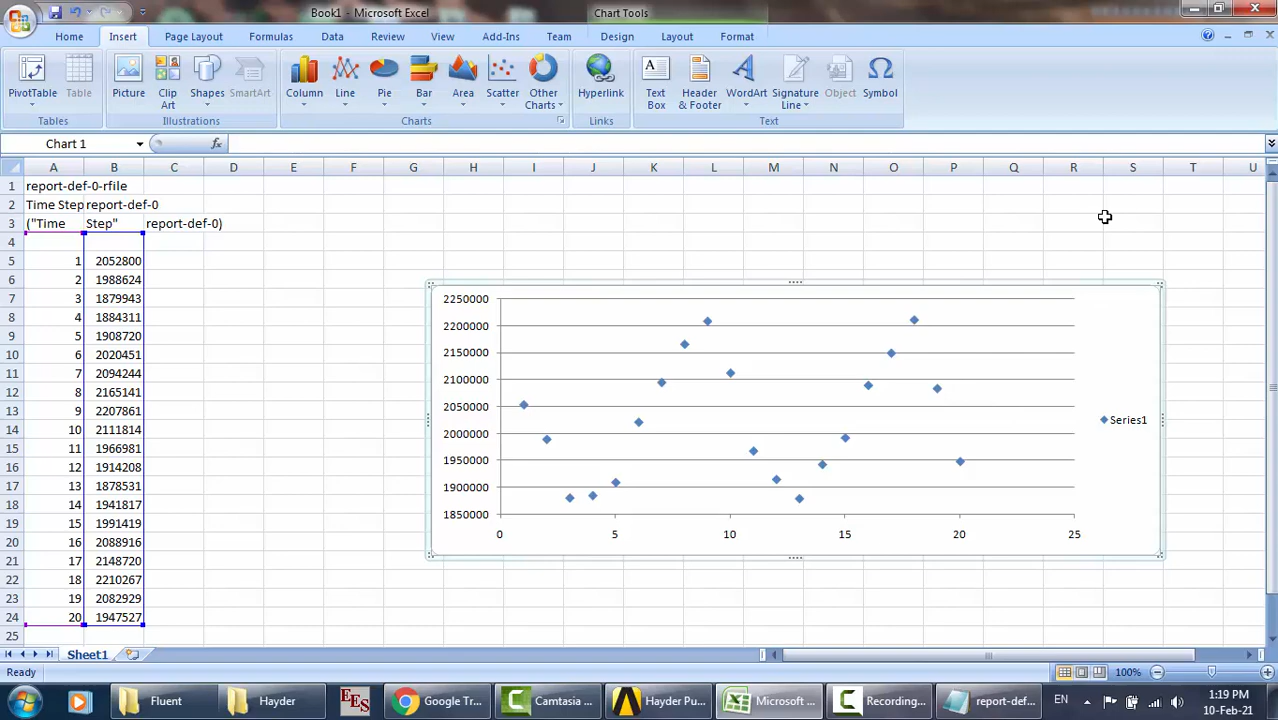 Book1 - Microsoft Excel
Chart Tools
Home Insert Page Layout Formulas Data Review View Add-Ins Team Design Layout Format
PivotTable Table Picture Clip Art Shapes SmartArt Column Line Pie Bar Area Scatter Other Charts Hyperlink Text Box Header & Footer WordArt Signature Line Object Symbol
Tables Illustrations Charts Links Text
Chart 1 fx
A B C D E F G H I J K L M N O P Q R S T U
1 report-def-0-rfile
2 Time Step report-def-0
3 ("Time Step" report-def-0)
4
5 1 2052800
6 2 1988624
7 3 1879943
8 4 1884311
9 5 1908720
10 6 2020451
11 7 2094244
12 8 2165141
13 9 2207861
14 10 2111814
15 11 1966981
16 12 1914208
17 13 1878531
18 14 1941817
19 15 1991419
20 16 2088916
21 17 2148720
22 18 2210267
23 19 2082929
24 20 1947527
25
2250000
2200000
2150000
2100000
2050000
2000000
1950000
1900000
1850000
0 5 10 15 20 25
Series1
Sheet1
Ready 100%
Fluent Hayder EES Google Tr... Camtasia ... Hayder Pu... Microsoft ... Recording... report-def... EN 1:19 PM
10-Feb-21